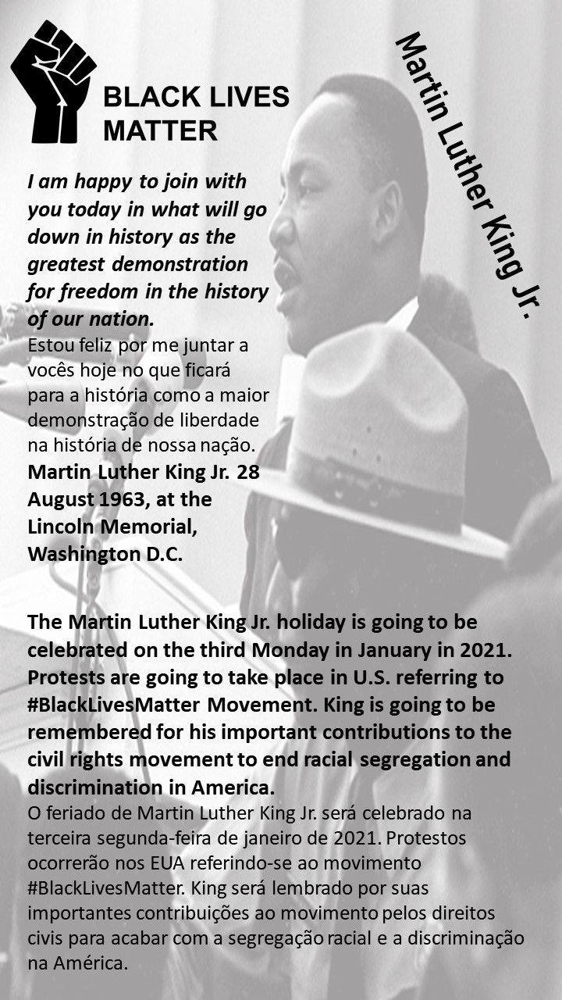 BLACK LIVES
MATTER
Martin Luther King Jr.
I am happy to join with
you today in what will go
down in history as the
greatest demonstration
for freedom in the history
of our nation.
Estou feliz por me juntar a
vocês hoje no que ficará
para a história como a maior
demonstração de liberdade
na história de nossa nação.
Martin Luther King Jr. 28
August 1963, at the
Lincoln Memorial,
Washington D.C.
The Martin Luther King Jr. holiday is going to be
celebrated on the third Monday in January in 2021.
Protests are going to take place in U.S. referring to
#BlackLivesMatter Movement. King is going to be
remembered for his important contributions to the
civil rights movement to end racial segregation and
discrimination in America.
O feriado de Martin Luther King Jr. será celebrado na
terceira segunda-feira de janeiro de 2021. Protestos
ocorrerão nos EUA referindo-se ao movimento
#BlackLivesMatter. King será lembrado por suas
importantes contribuições ao movimento pelos direitos
civis para acabar com a segregação racial e a discriminação
na América.